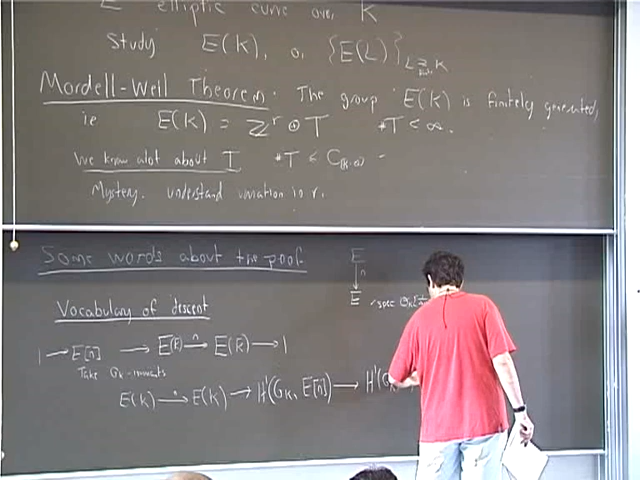 E elliptic curve over K
Study E(K), or {E(L)} L ⊇ K
Mordell-Weil Theorem. The group E(K) is finitely generated,
ie E(K) = ℤ^r ⊕ T #T < ∞.
We know alot about T #T ≤ C
Mystery. understand variation in r.
Some words about the proof.
E
↓ n
E
Vocabulary of descent
1 → E[n] → E(K̄) →^n E(K̄) → 1
Take G_K-invariants
E(K) →^n E(K) → H¹(G_K, E[n]) → H¹(G_K